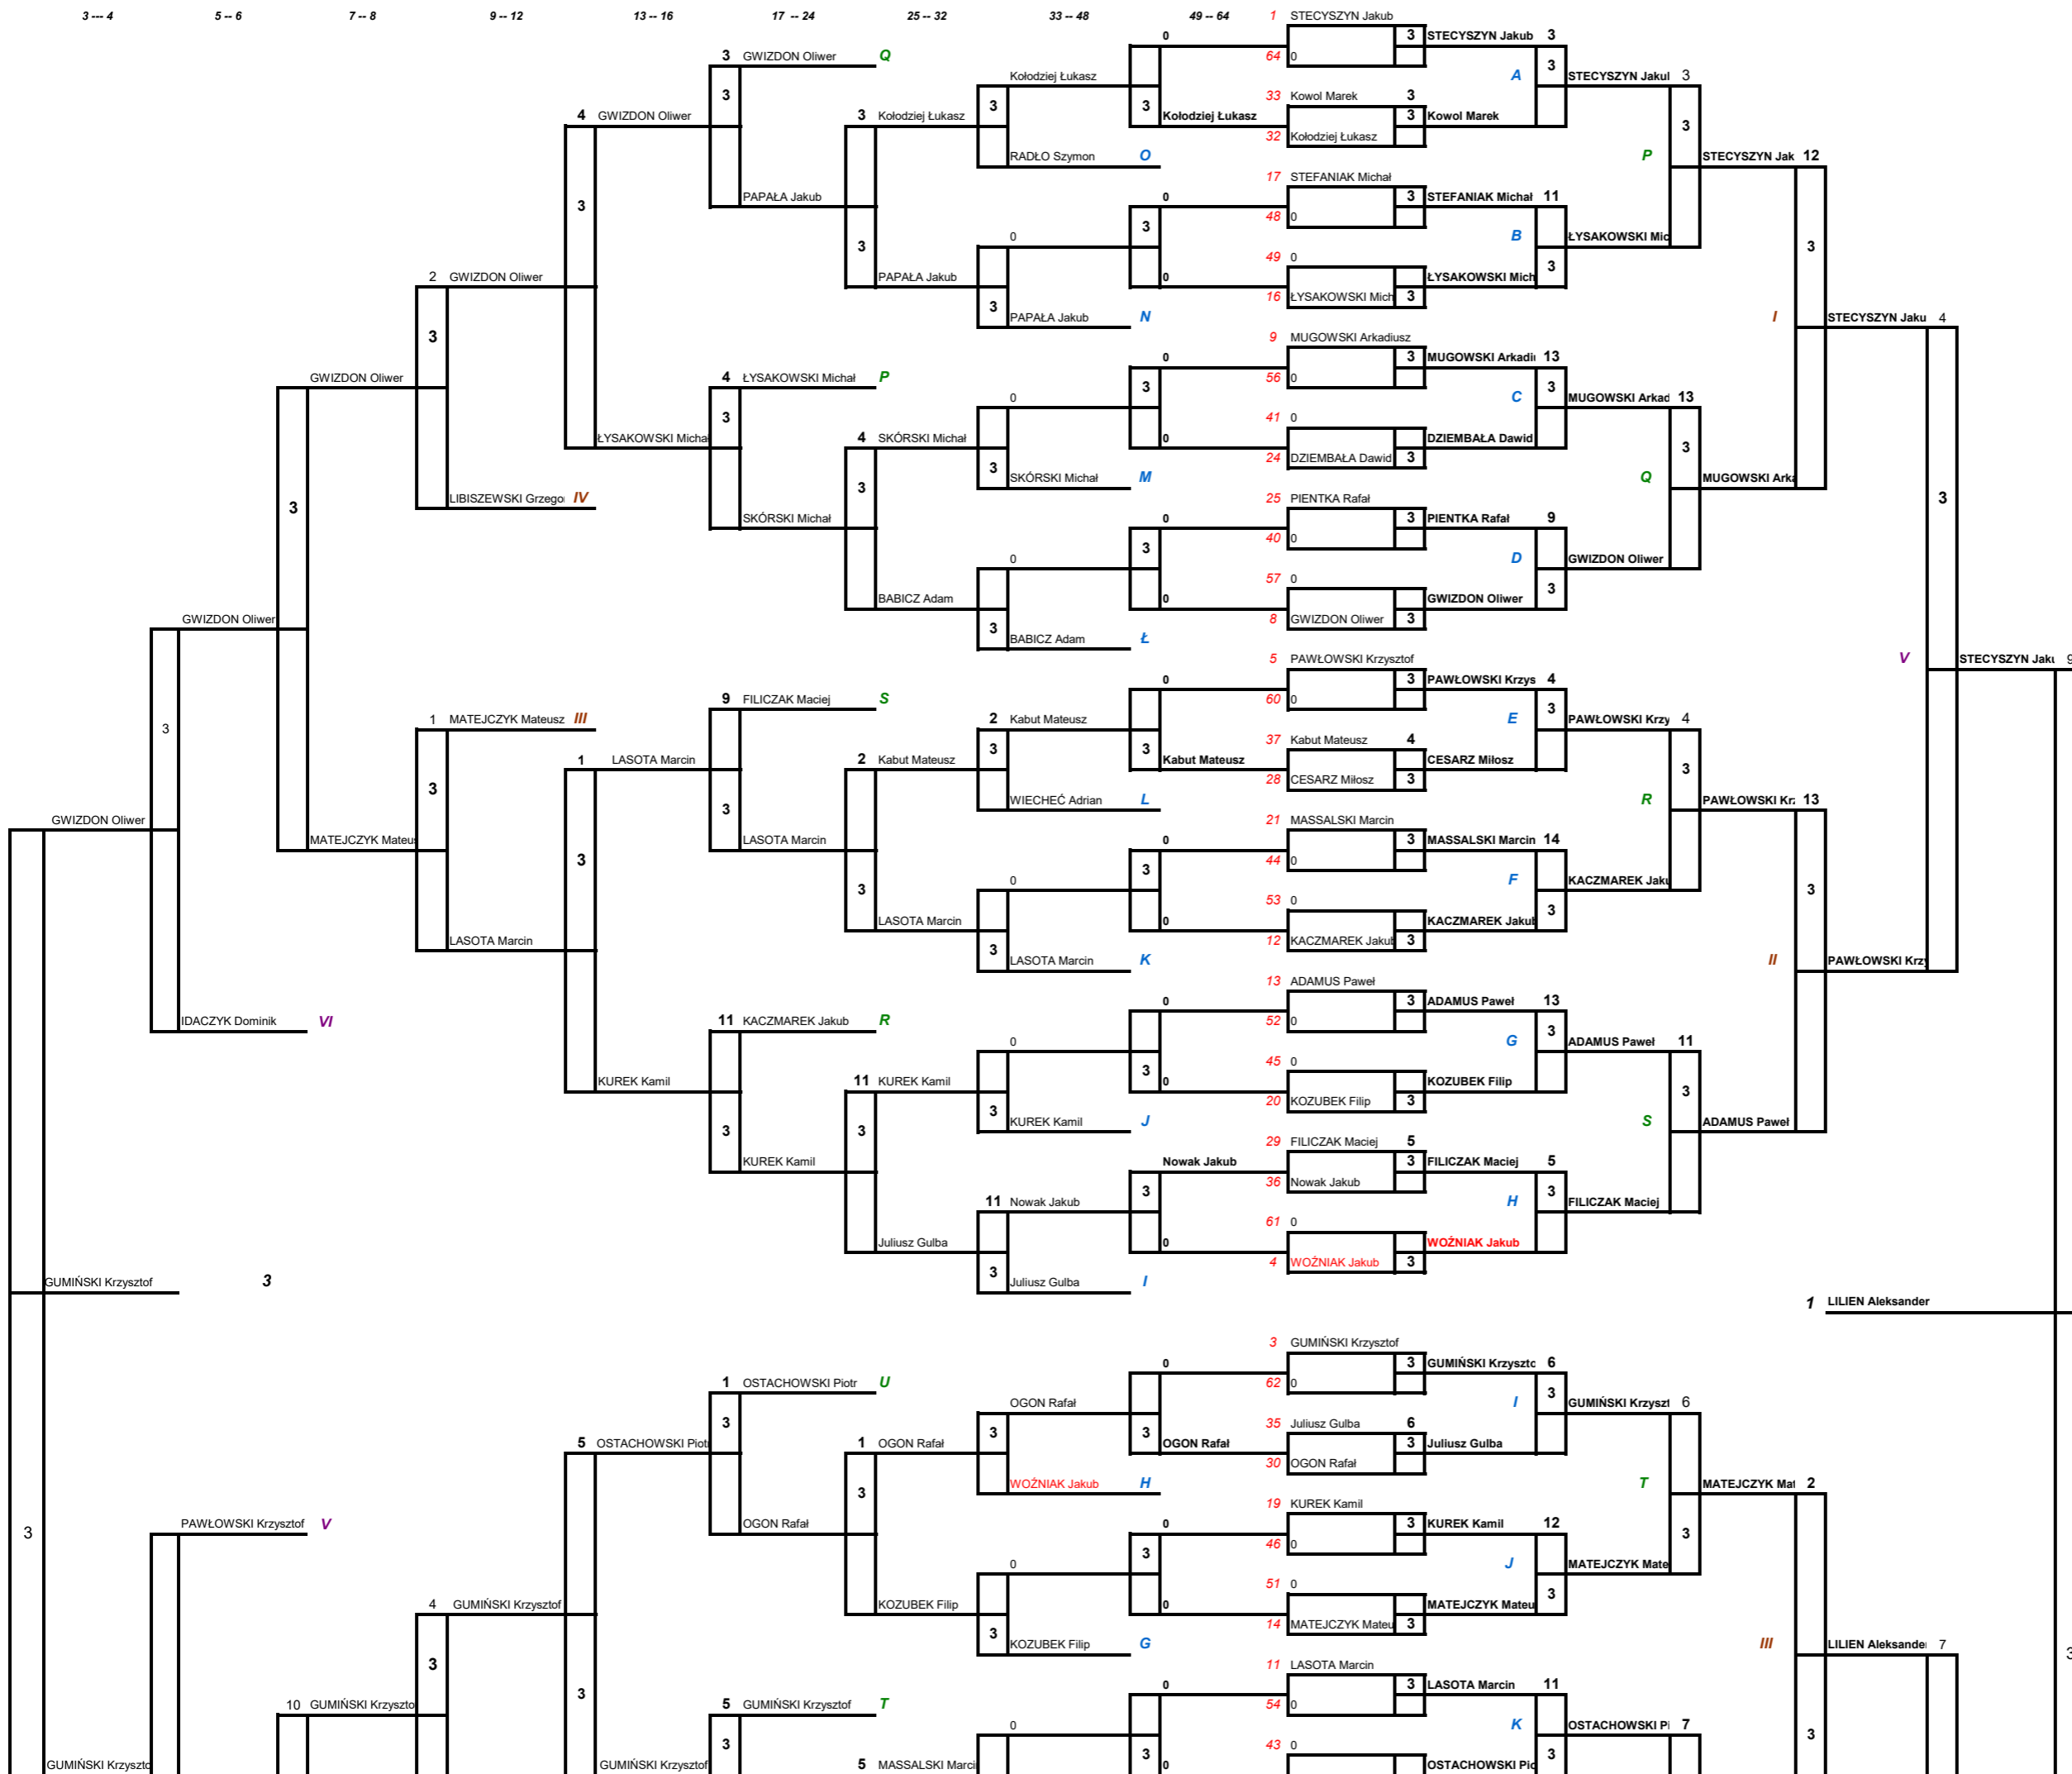 3 --- 4 5 -- 6 7 -- 8 9 -- 12 13 -- 16 17 -- 24 25 -- 32 33 -- 48 49 -- 64 1 STECYSZYN Jakub
0 3 STECYSZYN Jakub 3
3 GWIZDON Oliwer Q 64 0
Kołodziej Łukasz A 3 STECYSZYN Jakul 3
3 33 Kowol Marek 3
3 3
4 GWIZDON Oliwer 3 Kołodziej Łukasz Kołodziej Łukasz 3 Kowol Marek
32 Kołodziej Łukasz 3
RADŁO Szymon O P STECYSZYN Jak 12
17 STEFANIAK Michał
PAPAŁA Jakub 0 3 STEFANIAK Michał 11
3 48 0
3
0 B ŁYSAKOWSKI Mic
3 3
49 0
2 GWIZDON Oliwer PAPAŁA Jakub 0 ŁYSAKOWSKI Mich 3
16 ŁYSAKOWSKI Mich 3
3 PAPAŁA Jakub N I STECYSZYN Jaku 4
3 9 MUGOWSKI Arkadiusz
0 3 MUGOWSKI Arkadiu 13
GWIZDON Oliwer 4 ŁYSAKOWSKI Michał P 56 0
3 3
0 C MUGOWSKI Arkad 13
3 41 0
ŁYSAKOWSKI Michał 4 SKÓRSKI Michał 0 DZIEMBAŁA Dawid
24 DZIEMBAŁA Dawid 3 3
3 SKÓRSKI Michał M Q MUGOWSKI Arka
3
LIBISZEWSKI Grzegor IV 25 PIENTKA Rafał 3
3 SKÓRSKI Michał 0 3 PIENTKA Rafał 9
40 0
3
0 D GWIZDON Oliwer
57 0 3
BABICZ Adam 0 GWIZDON Oliwer
GWIZDON Oliwer 8 GWIZDON Oliwer 3
3 BABICZ Adam Ł
5 PAWŁOWSKI Krzysztof V STECYSZYN Jaku 9
0 3 PAWŁOWSKI Krzys 4
9 FILICZAK Maciej S 60 0
3
1 MATEJCZYK Mateusz III 2 Kabut Mateusz E PAWŁOWSKI Krzy 4
3 37 Kabut Mateusz 4
3 3
1 LASOTA Marcin 2 Kabut Mateusz Kabut Mateusz CESARZ Miłosz 3
28 CESARZ Miłosz 3
3 WIECHEĆ Adrian L R PAWŁOWSKI Krz 13
3
GWIZDON Oliwer 21 MASSALSKI Marcin
MATEJCZYK Mateus LASOTA Marcin 0 3 MASSALSKI Marcin 14
44 0
3 3
0 F KACZMAREK Jaku 3
3 53 0 3
LASOTA Marcin 0 KACZMAREK Jakub
LASOTA Marcin 12 KACZMAREK Jakub 3
3 LASOTA Marcin K II PAWŁOWSKI Krzy
13 ADAMUS Paweł
0 3 ADAMUS Paweł 13
IDACZYK Dominik VI 11 KACZMAREK Jakub R 52 0
3
0 G ADAMUS Paweł 11
45 0
3
KUREK Kamil 11 KUREK Kamil 0 KOZUBEK Filip 3
20 KOZUBEK Filip 3
3 KUREK Kamil J S ADAMUS Paweł
3 3 29 FILICZAK Maciej 5
KUREK Kamil Nowak Jakub 3 FILICZAK Maciej 5
36 Nowak Jakub
3 3
11 Nowak Jakub H FILICZAK Maciej
61 0
Juliusz Gulba 0 WOŹNIAK Jakub
4 WOŹNIAK Jakub 3
3 Juliusz Gulba I
GUMIŃSKI Krzysztof 3
1 LILIEN Aleksander
3 GUMIŃSKI Krzysztof
0 3 GUMIŃSKI Krzysztc 6
1 OSTACHOWSKI Piotr U 62 0
3
OGON Rafał I GUMIŃSKI Krzyszt 6
3 35 Juliusz Gulba 6
3 3
5 OSTACHOWSKI Piotr 1 OGON Rafał OGON Rafał 3 Juliusz Gulba
30 OGON Rafał
3 WOŹNIAK Jakub H T MATEJCZYK Mat 2
19 KUREK Kamil
3 PAWŁOWSKI Krzysztof V OGON Rafał 0 3 KUREK Kamil 12
46 0 3
3
0 J MATEJCZYK Mate
51 0 3
4 GUMIŃSKI Krzysztof KOZUBEK Filip 0 MATEJCZYK Mateu
14 MATEJCZYK Mateu 3
3 KOZUBEK Filip G III LILIEN Aleksander 7 3
3 11 LASOTA Marcin
3 0 3 LASOTA Marcin 11
10 GUMIŃSKI Krzysztof 5 GUMIŃSKI Krzysztof T 54 0
0 K OSTACHOWSKI Pi 7
3 43 0 3
GUMIŃSKI Krzysztc GUMIŃSKI Krzysztof 5 MASSALSKI Marcin 3 0 OSTACHOWSKI Pio 3